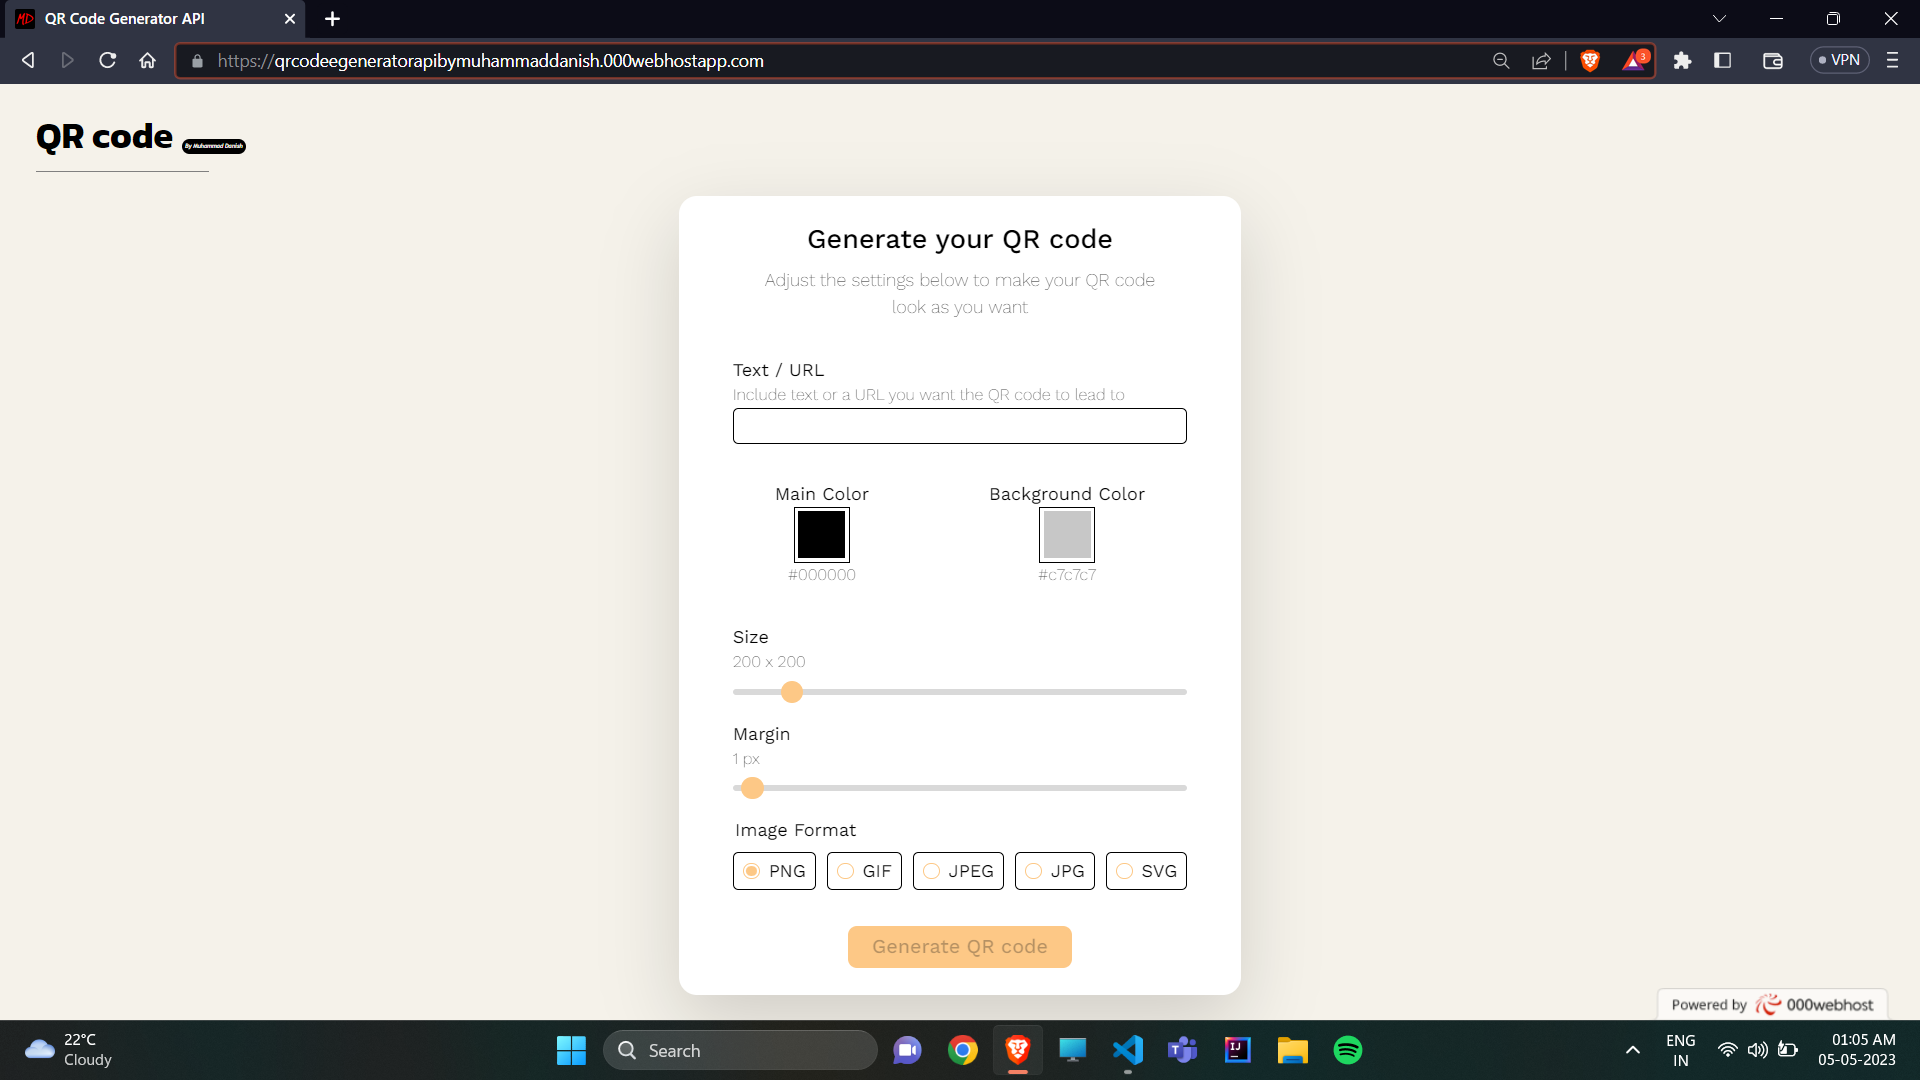 MD QR Code Generator API
https://qrcodeegeneratorapibymuhammaddanish.000webhostapp.com
3
VPN
QR code By Muhammad Danish
Generate your QR code
Adjust the settings below to make your QR code
look as you want
Text / URL
Include text or a URL you want the QR code to lead to
Main Color
Background Color
#000000
#c7c7c7
Size
200 x 200
Margin
1 px
Image Format
PNG
GIF
JPEG
JPG
SVG
Generate QR code
Powered by 000webhost
22°C
Cloudy
Search
IJ
ENG
IN
01:05 AM
05-05-2023